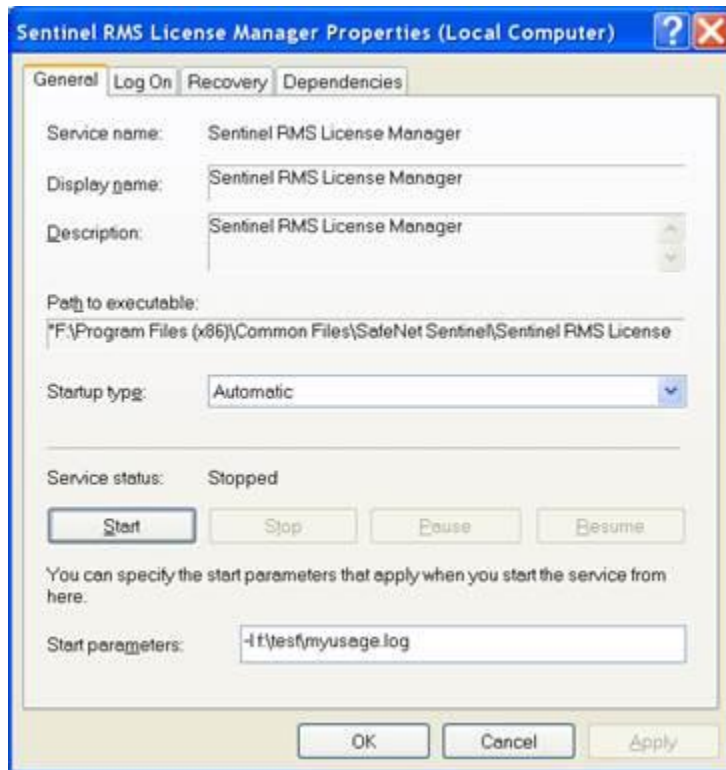 Sentinel RMS License Manager Properties (Local Computer)
General Log On Recovery Dependencies
Service name: Sentinel RMS License Manager
Display name: Sentinel RMS License Manager
Description: Sentinel RMS License Manager
Path to executable:
"F:\Program Files (x86)\Common Files\SafeNet Sentinel\Sentinel RMS License
Startup type: Automatic
Service status: Stopped
Start Stop Pause Resume
You can specify the start parameters that apply when you start the service from
here.
Start parameters: -l f:\test\myusage.log
OK Cancel Apply